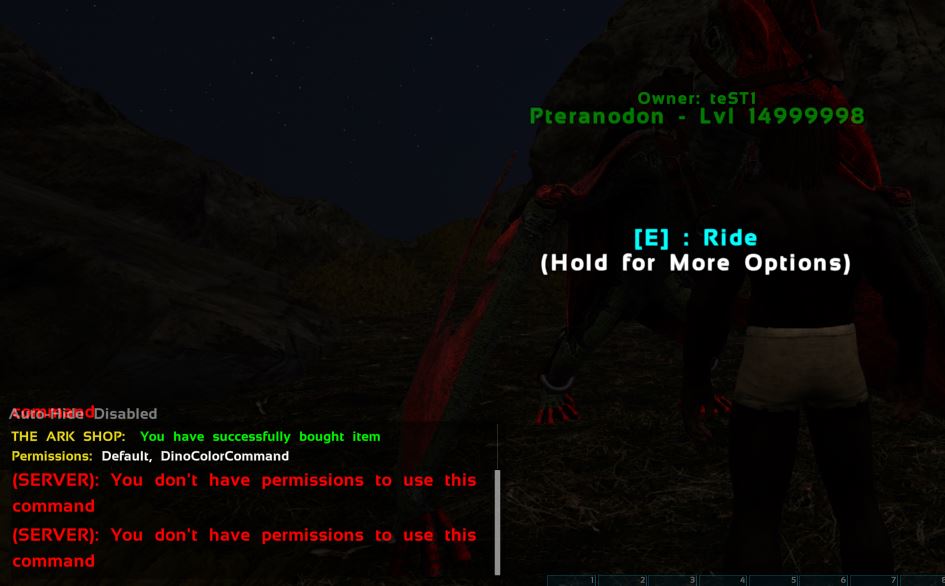 Owner: teST1
Pteranodon - Lvl 14999998
[E] : Ride
(Hold for More Options)
command
Auto-Hide Disabled
THE ARK SHOP: You have successfully bought item
Permissions: Default, DinoColorCommand
(SERVER): You don't have permissions to use this
command
(SERVER): You don't have permissions to use this
command
1 2 3 4 5 6 7